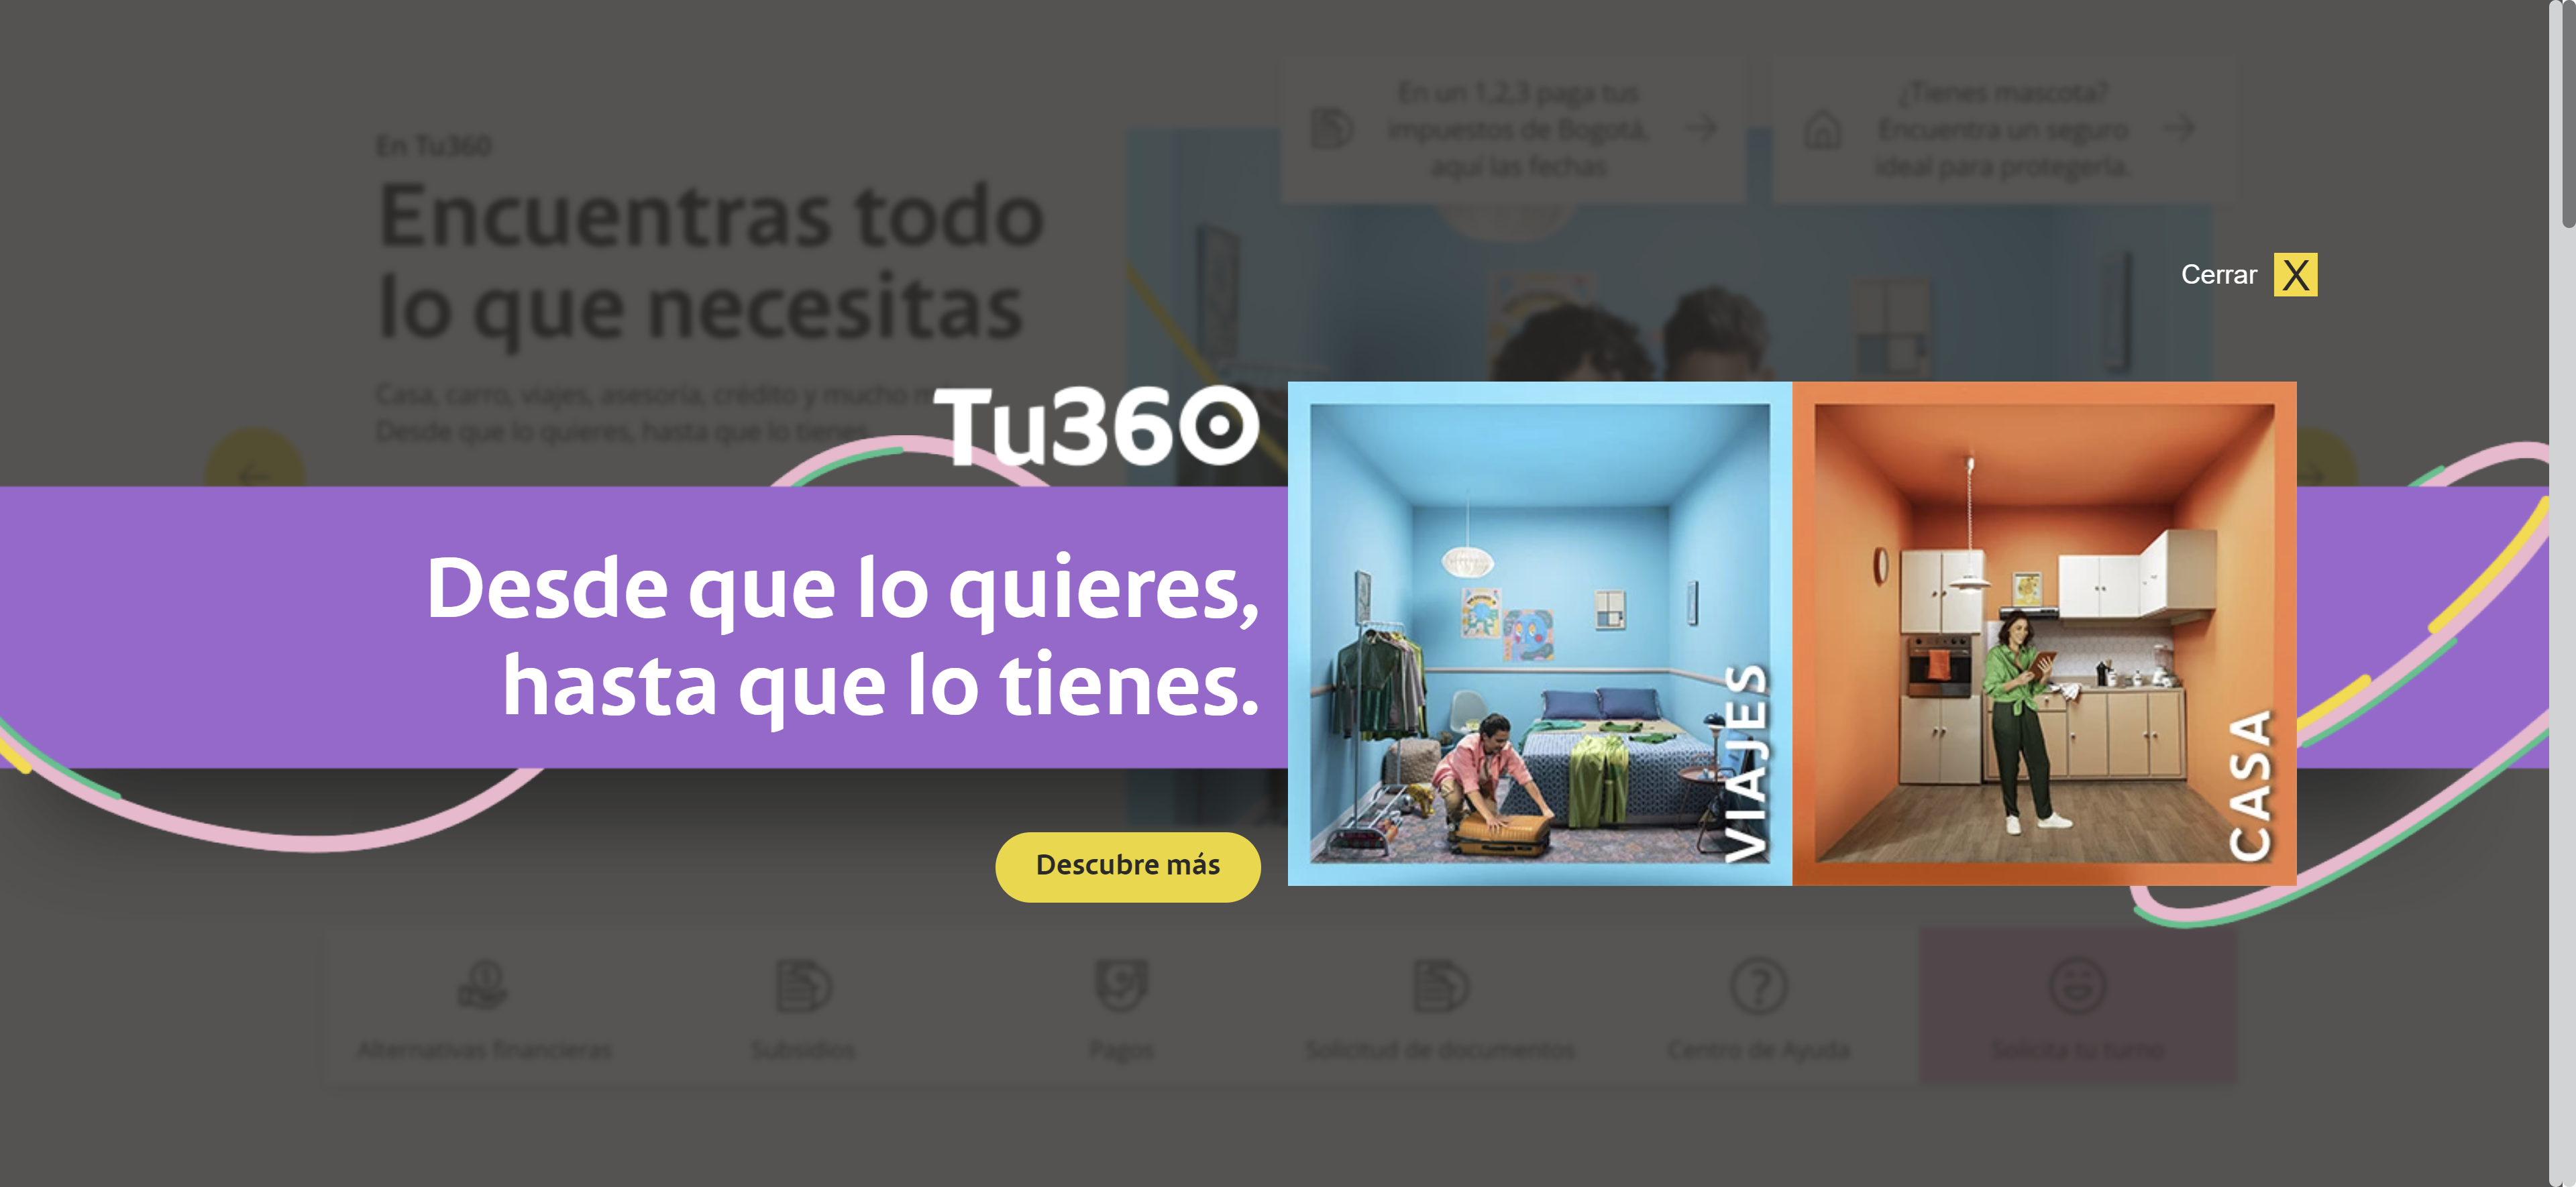 En un 1,2,3 paga tus
impuestos de Bogotá,
aquí las fechas
¿Tienes mascota?
Encuentra un seguro
ideal para protegerla.
En Tu360
Encuentras todo
lo que necesitas
Casa, carro, viajes, asesoría, crédito y mucho
Desde que lo quieres, hasta que lo tienes
Cerrar X
Tu360
Desde que lo quieres,
hasta que lo tienes.
Descubre más
VIAJES
CASA
Alternativas financieras
Subsidios
Pagos
Solicitud de documentos
Centro de Ayuda
Solicita tu turno